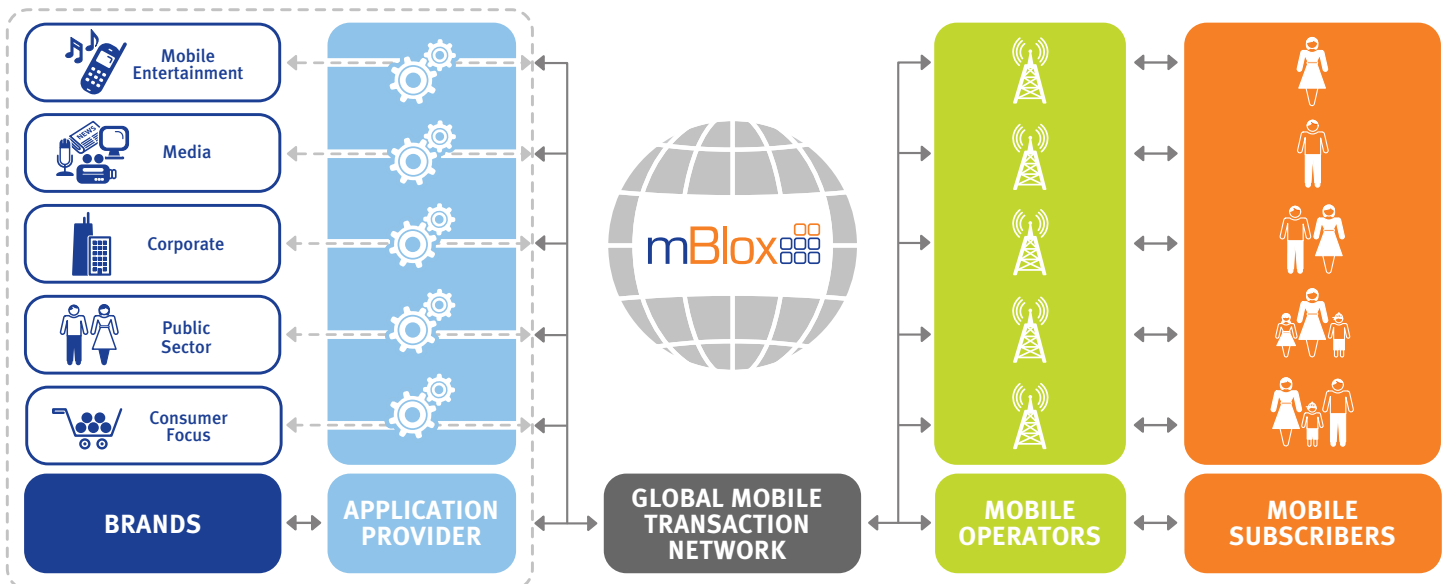 Mobile
Entertainment
NEWS
Media
Corporate
Public
Sector
Consumer
Focus
mBlox
BRANDS
APPLICATION
PROVIDER
GLOBAL MOBILE
TRANSACTION
NETWORK
MOBILE
OPERATORS
MOBILE
SUBSCRIBERS